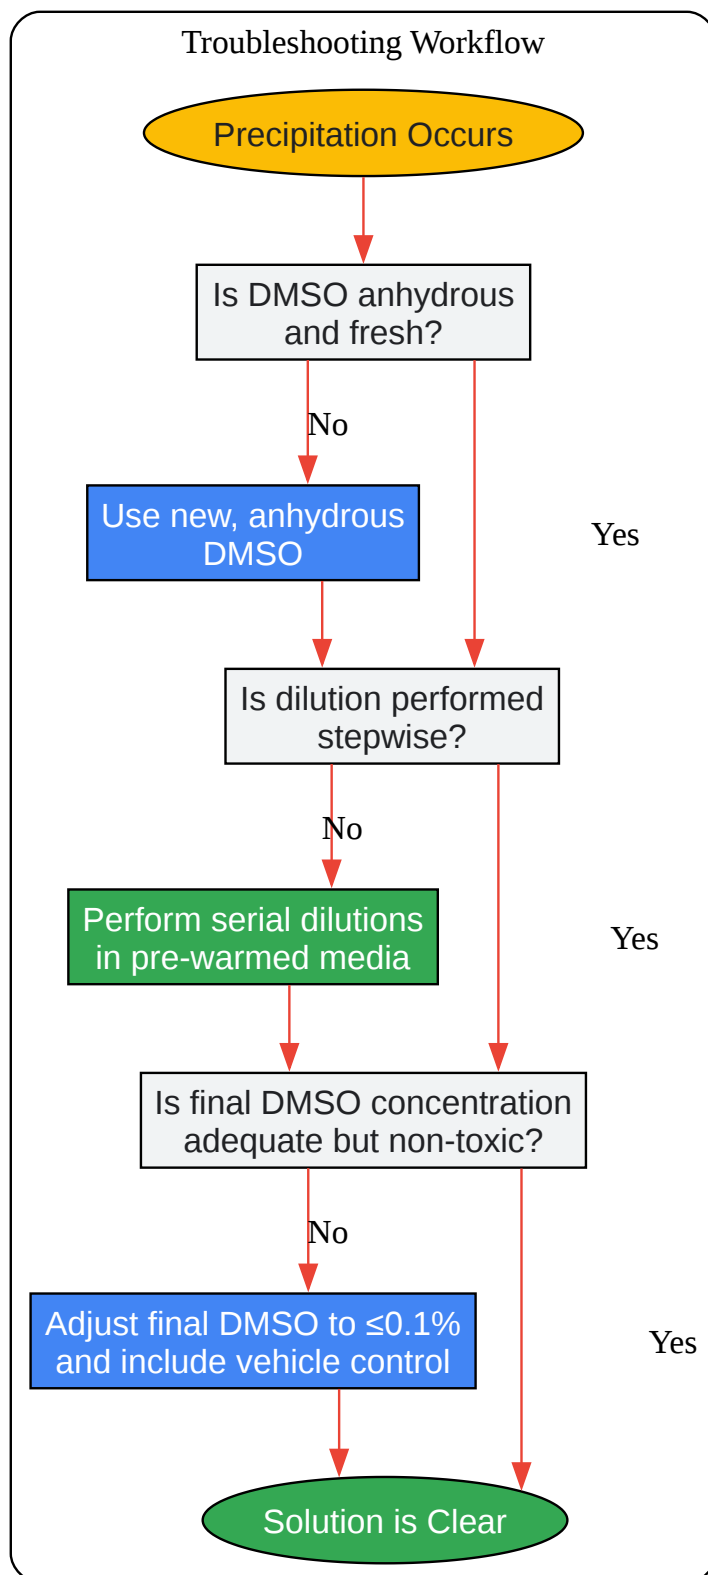 Troubleshooting Workflow
Precipitation Occurs
Is DMSO anhydrous
and fresh?
No
Use new, anhydrous
DMSO
Yes
Is dilution performed
stepwise?
No
Perform serial dilutions
in pre-warmed media
Yes
Is final DMSO concentration
adequate but non-toxic?
No
Adjust final DMSO to ≤0.1%
and include vehicle control
Yes
Solution is Clear